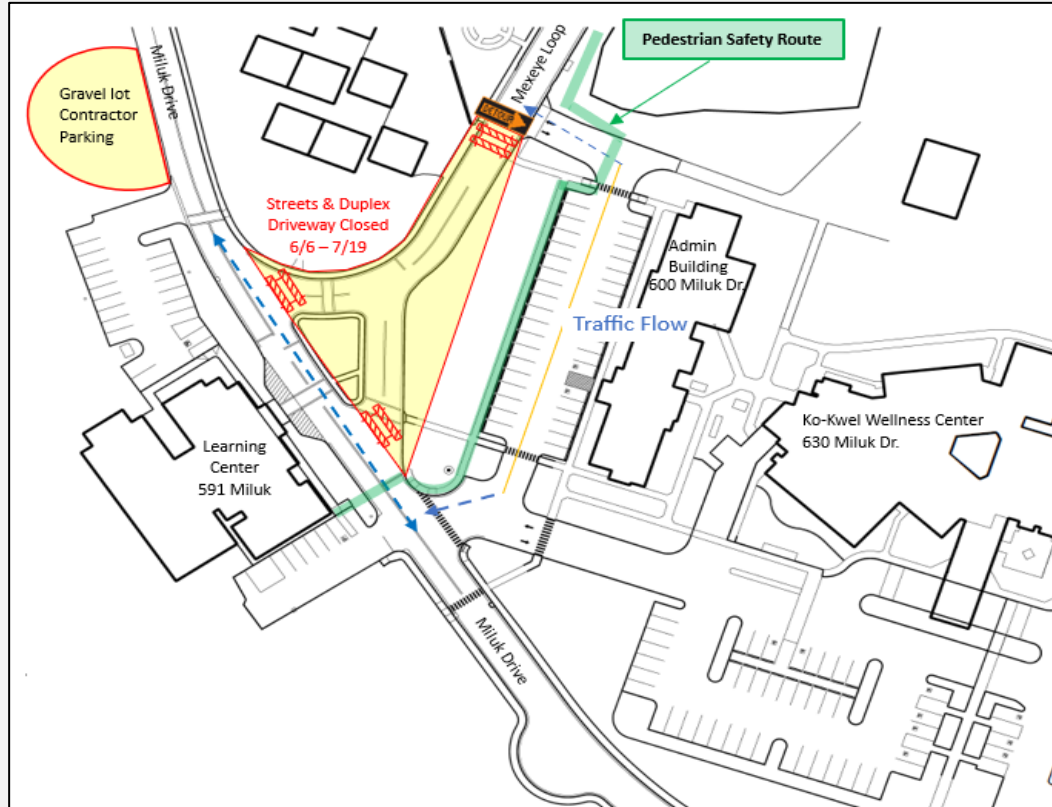 Pedestrian Safety Route
Mexeye Loop
Miluk Drive
Gravel lot
Contractor
Parking
DETOUR
Streets & Duplex
Driveway Closed
6/6 – 7/19
Admin
Building
600 Miluk Dr.
Traffic Flow
Ko-Kwel Wellness Center
630 Miluk Dr.
Learning
Center
591 Miluk
Miluk Drive